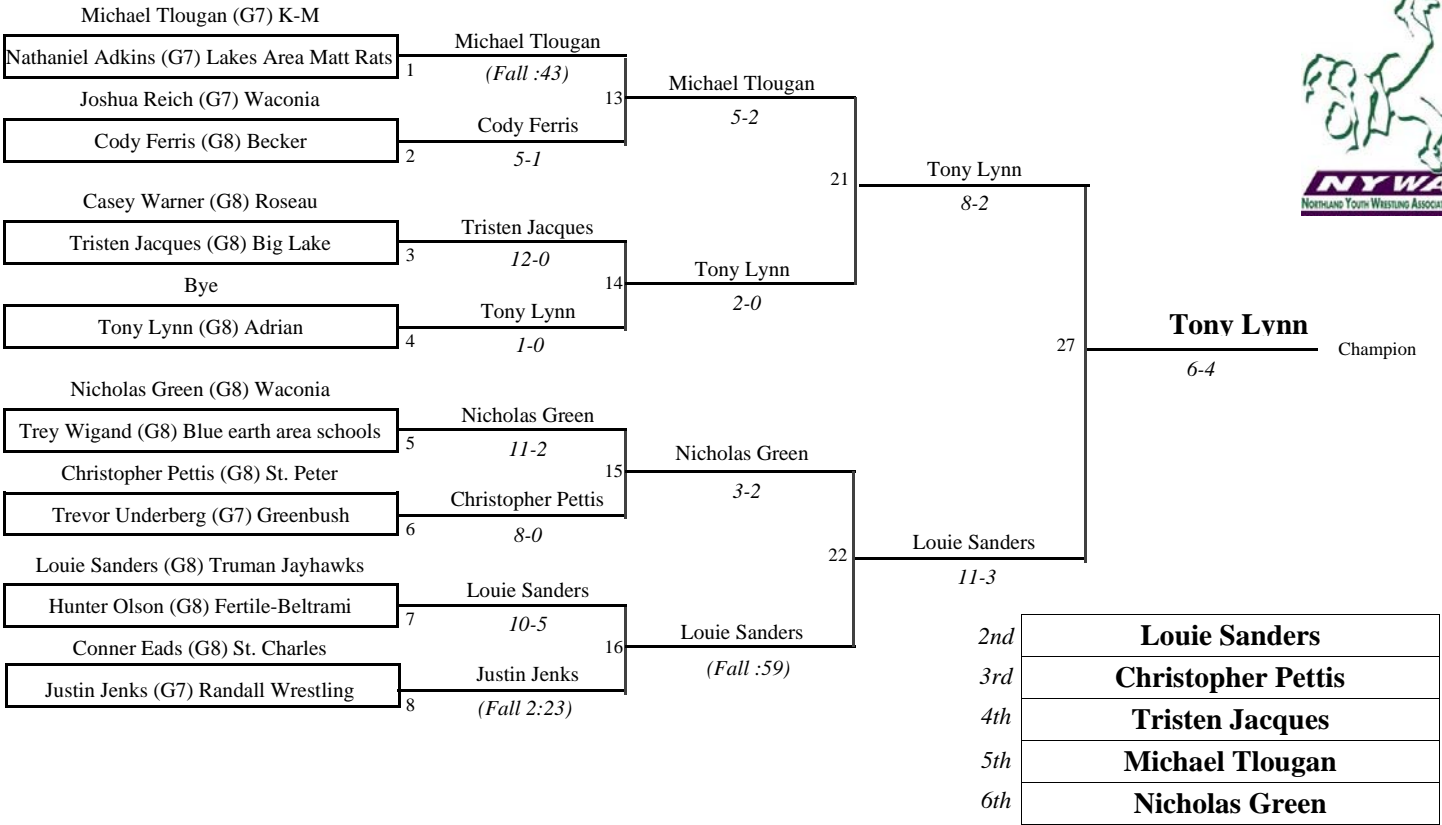 Michael Tlougan (G7) K-M
Nathaniel Adkins (G7) Lakes Area Matt Rats
1
Joshua Reich (G7) Waconia
Cody Ferris (G8) Becker
2
Casey Warner (G8) Roseau
Tristen Jacques (G8) Big Lake
3
Bye
Tony Lynn (G8) Adrian
4
Nicholas Green (G8) Waconia
Trey Wigand (G8) Blue earth area schools
5
Christopher Pettis (G8) St. Peter
Trevor Underberg (G7) Greenbush
6
Louie Sanders (G8) Truman Jayhawks
Hunter Olson (G8) Fertile-Beltrami
7
Conner Eads (G8) St. Charles
Justin Jenks (G7) Randall Wrestling
8
Michael Tlougan
(Fall :43)
13
Cody Ferris
5-1
Tristen Jacques
12-0
14
Tony Lynn
1-0
Nicholas Green
11-2
15
Christopher Pettis
8-0
Louie Sanders
10-5
16
Justin Jenks
(Fall 2:23)
Michael Tlougan
5-2
21
Tony Lynn
2-0
Nicholas Green
3-2
22
Louie Sanders
(Fall :59)
Tony Lynn
8-2
27
Louie Sanders
11-3
Tony Lynn
6-4
Champion
NYWA
NORTHLAND YOUTH WRESTLING
2nd Louie Sanders
3rd Christopher Pettis
4th Tristen Jacques
5th Michael Tlougan
6th Nicholas Green